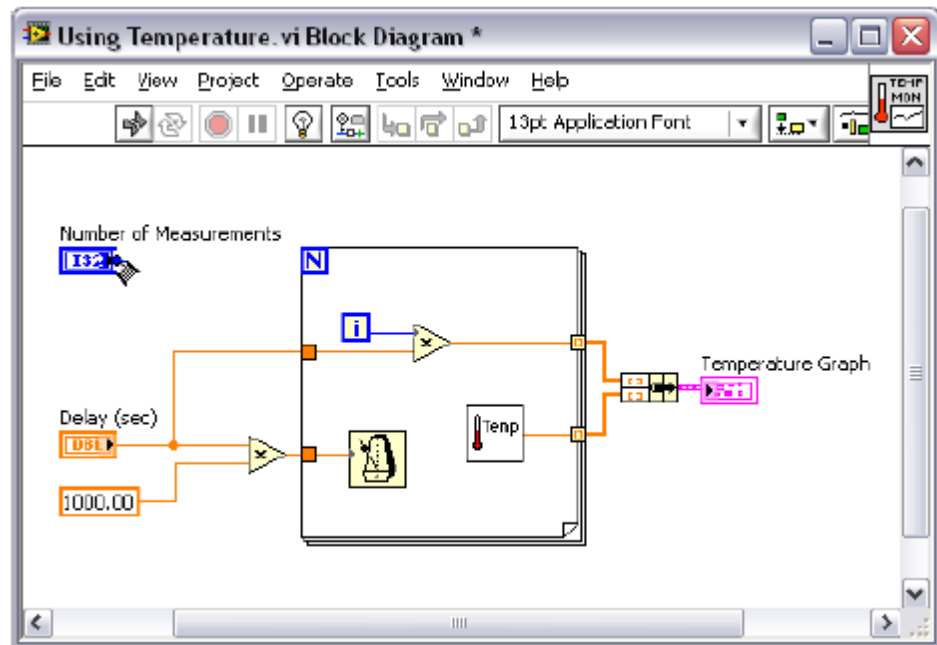 Using Temperature.vi Block Diagram *
File Edit View Project Operate Tools Window Help
TEMP
MON
13pt Application Font
Number of Measurements
I32
N
i
Temperature Graph
Delay (sec)
DBL
Temp
1000.00